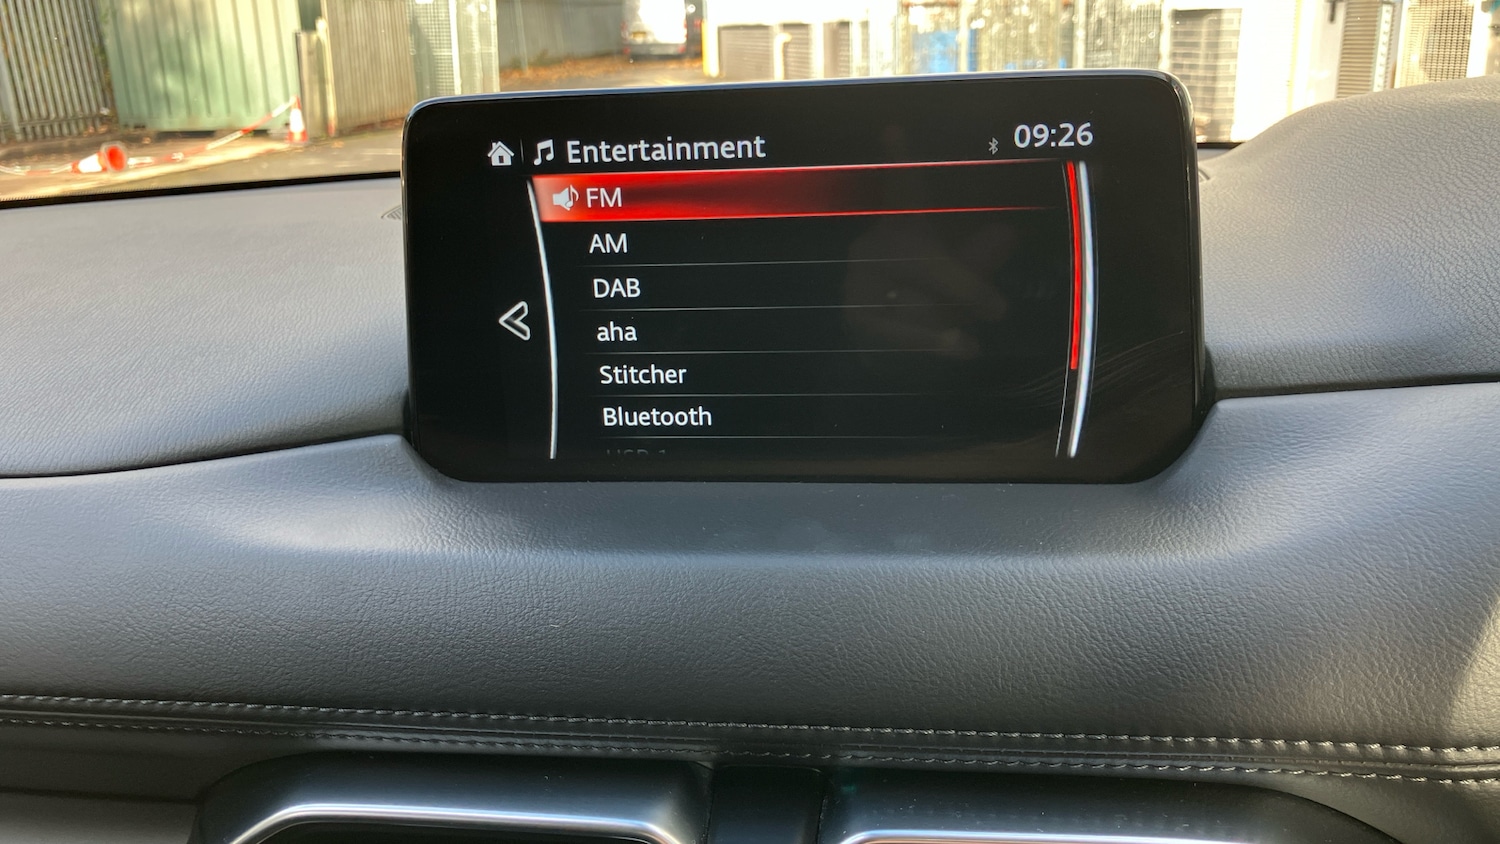 Entertainment 09:26
FM
AM
DAB
aha
Stitcher
Bluetooth